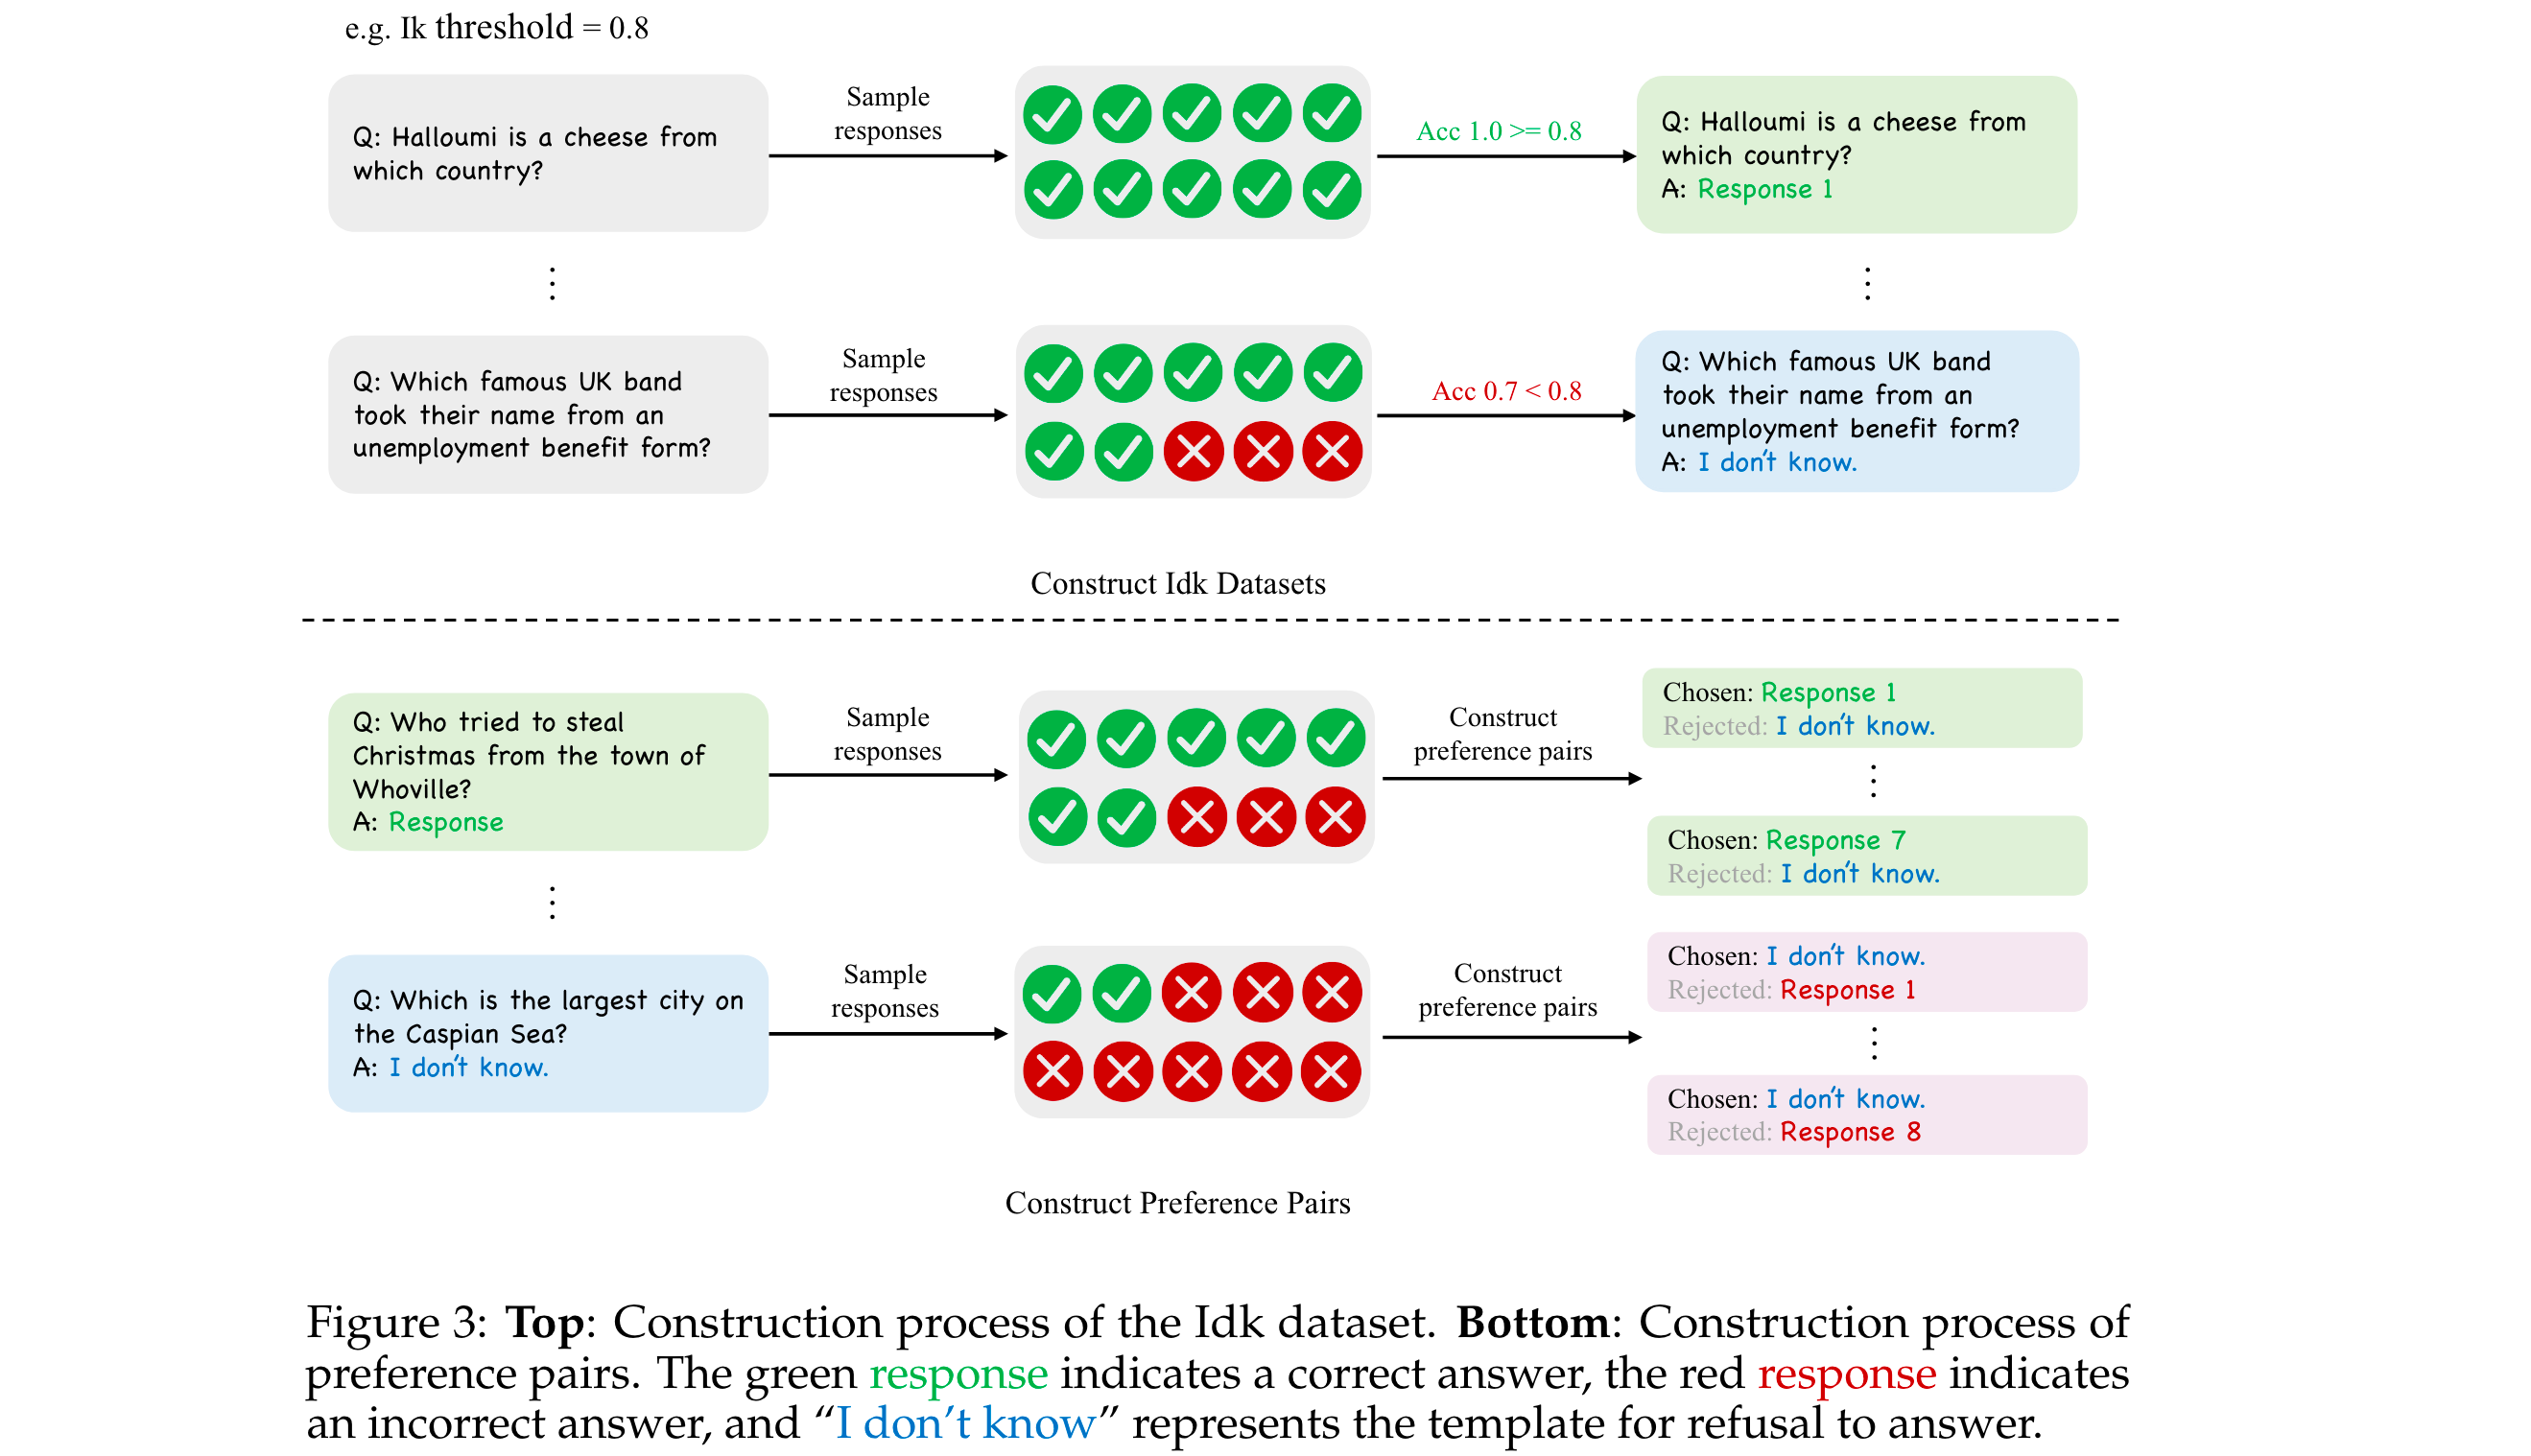 e.g. Ik threshold = 0.8
Q: Halloumi is a cheese from
which country?
Sample
responses
Acc 1.0 >= 0.8
Q: Halloumi is a cheese from
which country?
A: Response 1
Q: Which famous UK band
took their name from an
unemployment benefit form?
Sample
responses
Acc 0.7 < 0.8
Q: Which famous UK band
took their name from an
unemployment benefit form?
A: I don't know.
Construct Idk Datasets
Q: Who tried to steal
Christmas from the town of
Whoville?
A: Response
Sample
responses
Construct
preference pairs
Chosen: Response 1
Rejected: I don't know.
Chosen: Response 7
Rejected: I don't know.
Q: Which is the largest city on
the Caspian Sea?
A: I don't know.
Sample
responses
Construct
preference pairs
Chosen: I don't know.
Rejected: Response 1
Chosen: I don't know.
Rejected: Response 8
Construct Preference Pairs
Figure 3: Top: Construction process of the Idk dataset. Bottom: Construction process of
preference pairs. The green response indicates a correct answer, the red response indicates
an incorrect answer, and “I don’t know” represents the template for refusal to answer.